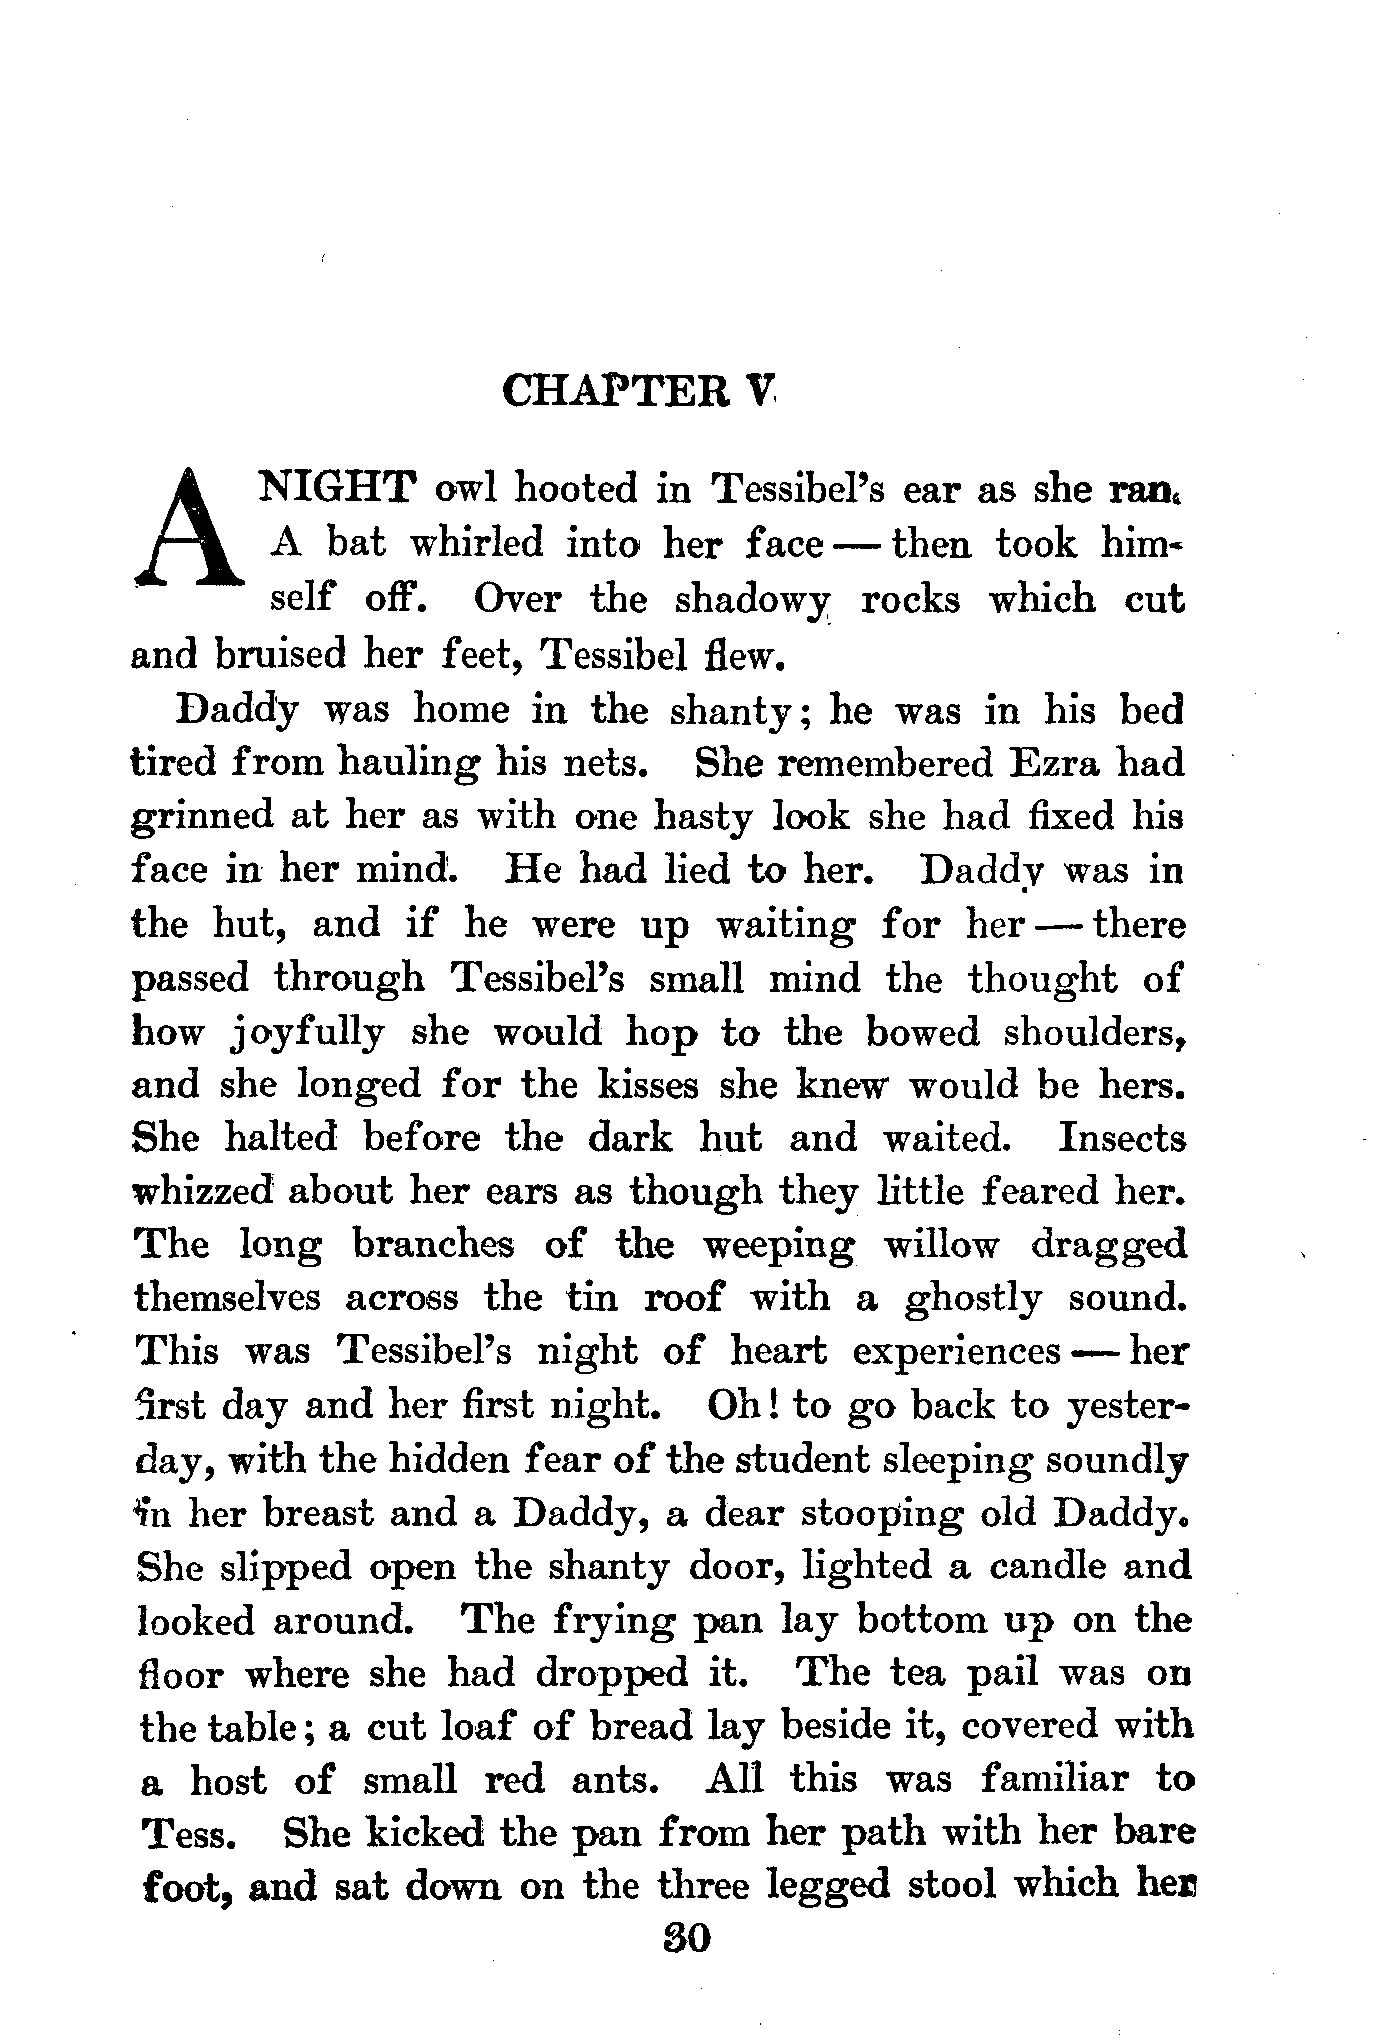 CHAPTER V
A NIGHT owl hooted in Tessibel's ear as she ran.
A bat whirled into her face — then took him-
self off. Over the shadowy rocks which cut
and bruised her feet, Tessibel flew.
Daddy was home in the shanty; he was in his bed
tired from hauling his nets. She remembered Ezra had
grinned at her as with one hasty look she had fixed his
face in her mind. He had lied to her. Daddy was in
the hut, and if he were up waiting for her — there
passed through Tessibel's small mind the thought of
how joyfully she would hop to the bowed shoulders,
and she longed for the kisses she knew would be hers.
She halted before the dark hut and waited. Insects
whizzed about her ears as though they little feared her.
The long branches of the weeping willow dragged
themselves across the tin roof with a ghostly sound.
This was Tessibel's night of heart experiences — her
first day and her first night. Oh! to go back to yester-
day, with the hidden fear of the student sleeping soundly
in her breast and a Daddy, a dear stooping old Daddy.
She slipped open the shanty door, lighted a candle and
looked around. The frying pan lay bottom up on the
floor where she had dropped it. The tea pail was on
the table; a cut loaf of bread lay beside it, covered with
a host of small red ants. All this was familiar to
Tess. She kicked the pan from her path with her bare
foot, and sat down on the three legged stool which her
30